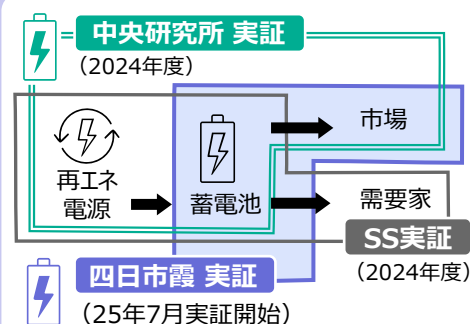 中央研究所 実証
（2024年度）
市場
再エネ
電源
蓄電池
需要家
SS実証
（2024年度）
四日市霞 実証
（25年7月実証開始）